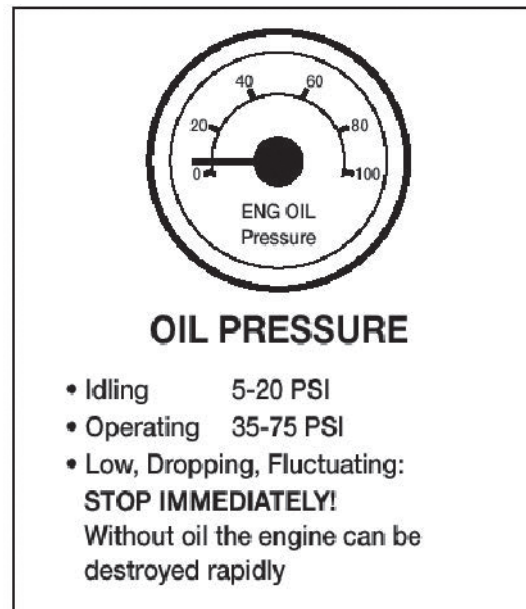 40 60
20 80
0 100
ENG OIL
Pressure
OIL PRESSURE
• Idling 5-20 PSI
• Operating 35-75 PSI
• Low, Dropping, Fluctuating:
STOP IMMEDIATELY!
Without oil the engine can be
destroyed rapidly